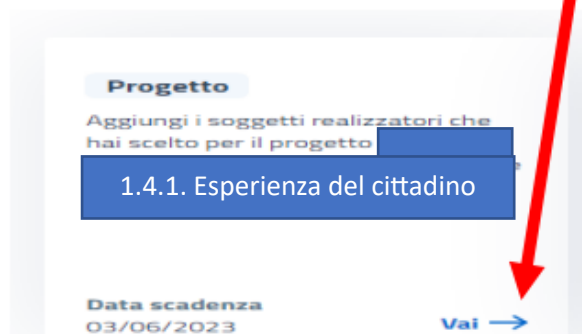 Progetto
Aggiungi i soggetti realizzatori che
hai scelto per il progetto
1.4.1. Esperienza del cittadino
Data scadenza
03/06/2023
Vai →